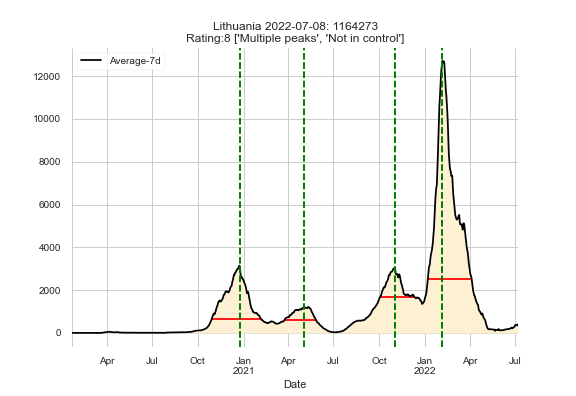 Lithuania 2022-07-08: 1164273
Rating:8 ['Multiple peaks', 'Not in control']
Average-7d
12000
10000
8000
6000
4000
2000
0
Apr Jul Oct Jan Apr Jul Oct Jan Apr Jul
2021 2022
Date